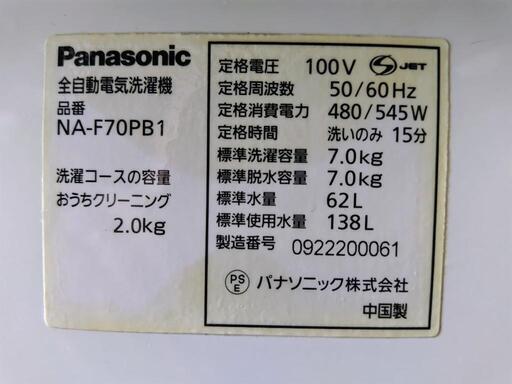 Panasonic
全自動電気洗濯機
品番
NA-F70PB1
洗濯コースの容量
おうちクリーニング
2.0kg
定格電圧 100V S JET
定格周波数 50/60Hz
定格消費電力 480/545W
定格時間 洗いのみ 15分
標準洗濯容量 7.0kg
標準脱水容量 7.0kg
標準水量 62L
標準使用水量 138L
製造番号 0922200061
PS
E パナソニック株式会社
中国製